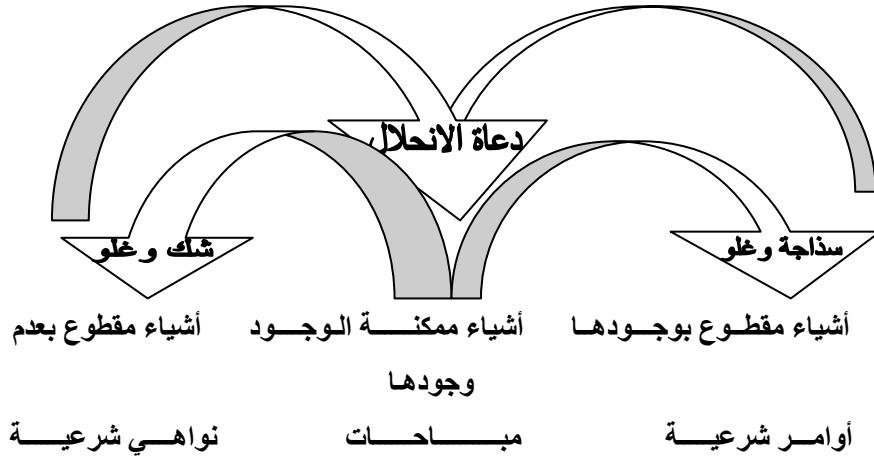 دعاة الانحلال
سذاجة وغلو
شك وغلو
أشياء مقطوع بوجودها أشياء ممكنة الوجود أشياء مقطوع بعدم
وجودها
أوامر شرعية مباحات نواهي شرعية